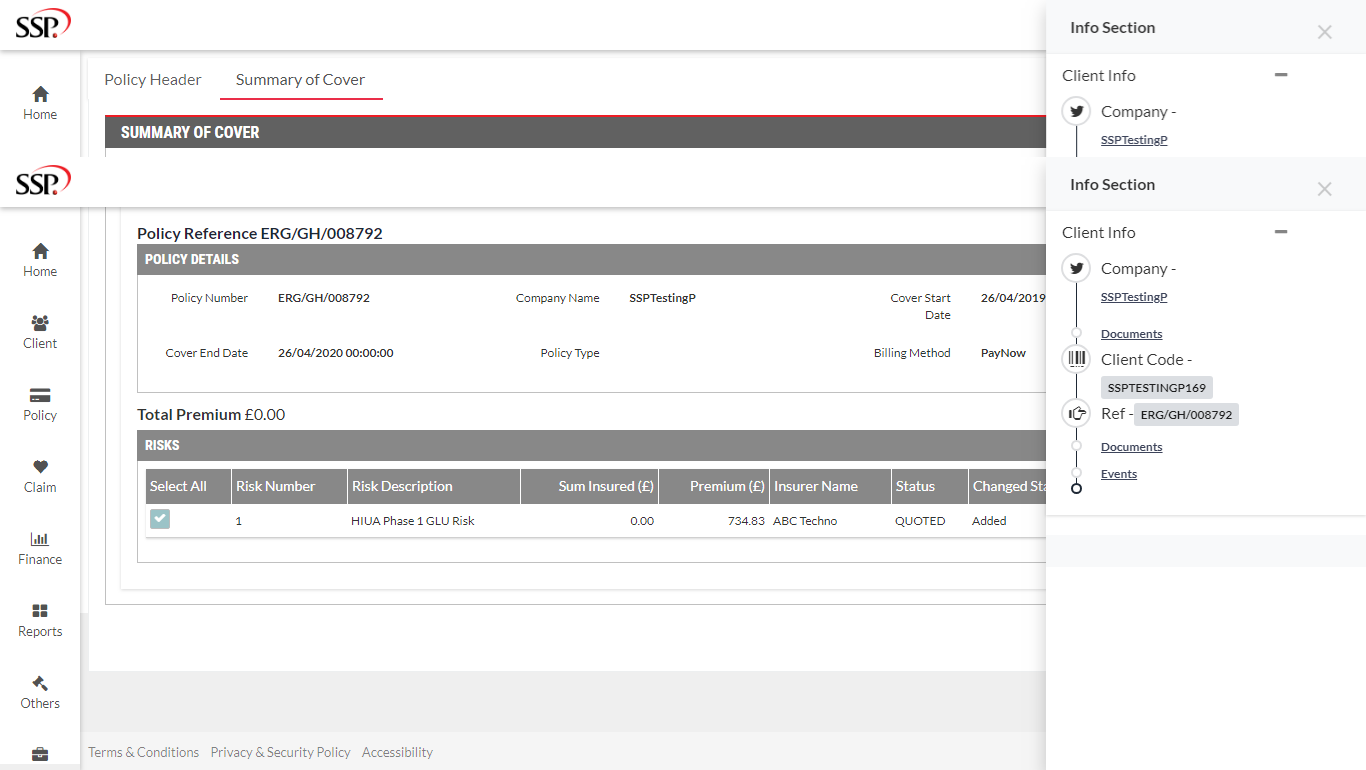 SSP.
Info Section
Policy Header
Summary of Cover
Client Info
Home
Company -
SUMMARY OF COVER
SSPTestingP
SSP.
Info Section
Policy Reference ERG/GH/008792
Client Info
POLICY DETAILS
Home
Company -
Policy Number ERG/GH/008792 Company Name SSPTestingP Cover Start Date 26/04/2019
SSPTestingP
Client
Documents
Cover End Date 26/04/2020 00:00:00 Policy Type Billing Method PayNow
Client Code -
SSPTESTINGP169
Policy
Total Premium £0.00
Ref - ERG/GH/008792
RISKS
Documents
Claim
Events
Select All Risk Number Risk Description Sum Insured (£) Premium (£) Insurer Name Status Changed Sta
1 HIUA Phase 1 GLU Risk 0.00 734.83 ABC Techno QUOTED Added
Finance
Reports
Others
Terms & Conditions Privacy & Security Policy Accessibility